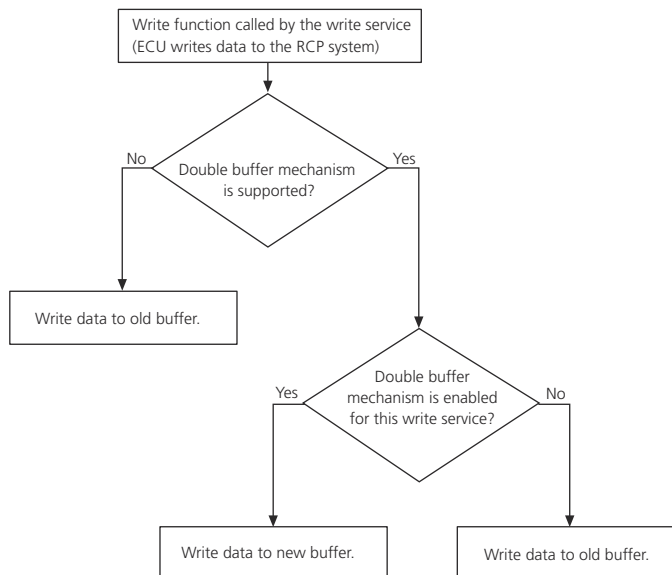 Write function called by the write service
(ECU writes data to the RCP system)
No
Yes
Double buffer mechanism
is supported?
Write data to old buffer.
Double buffer
mechanism is enabled
for this write service?
Yes
No
Write data to new buffer.
Write data to old buffer.